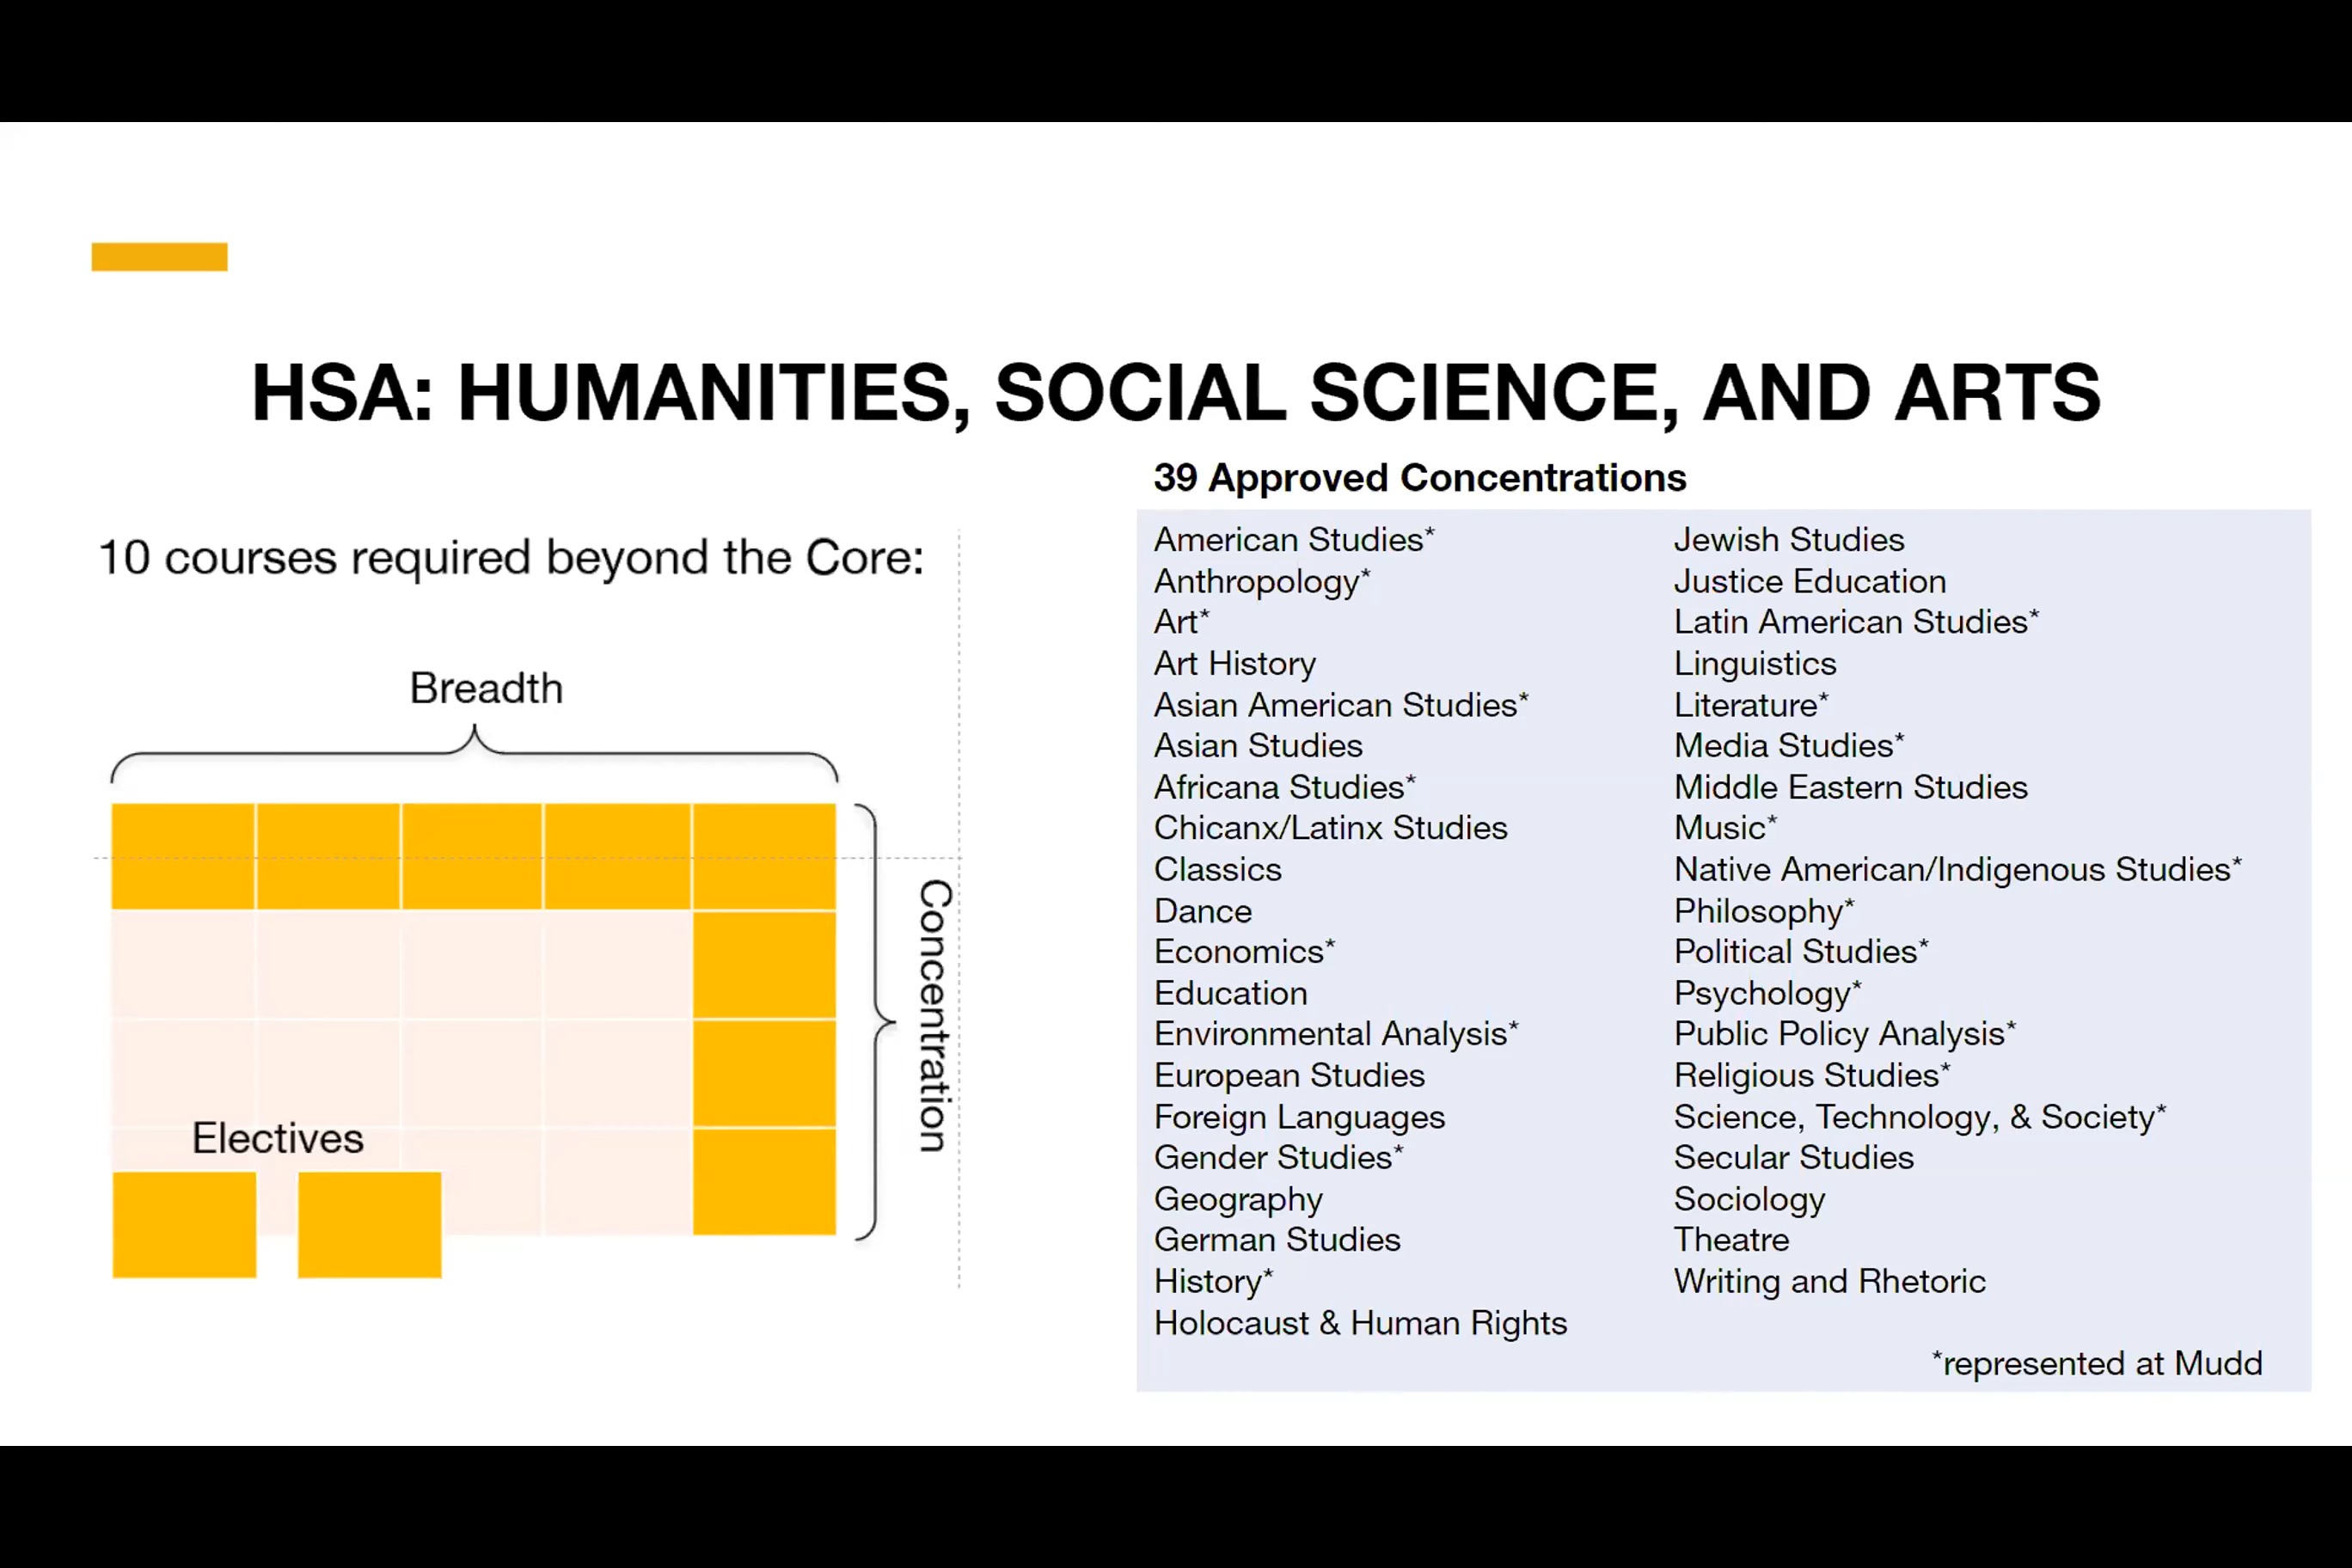 HSA: HUMANITIES, SOCIAL SCIENCE, AND ARTS
10 courses required beyond the Core:
Breadth
Concentration
Electives
39 Approved Concentrations
American Studies*
Anthropology*
Art*
Art History
Asian American Studies*
Asian Studies
Africana Studies*
Chicanx/Latinx Studies
Classics
Dance
Economics*
Education
Environmental Analysis*
European Studies
Foreign Languages
Gender Studies*
Geography
German Studies
History*
Holocaust & Human Rights
Jewish Studies
Justice Education
Latin American Studies*
Linguistics
Literature*
Media Studies*
Middle Eastern Studies
Music*
Native American/Indigenous Studies*
Philosophy*
Political Studies*
Psychology*
Public Policy Analysis*
Religious Studies*
Science, Technology, & Society*
Secular Studies
Sociology
Theatre
Writing and Rhetoric
*represented at Mudd